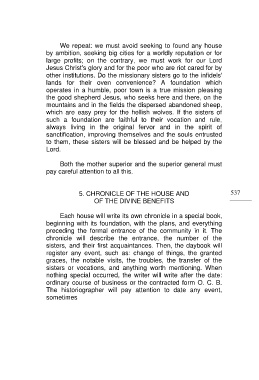 We repeat: we must avoid seeking to found any house
by ambition, seeking big cities for a worldly reputation or for
large profits; on the contrary, we must work for our Lord
Jesus Christ's glory and for the poor who are not cared for by
other institutions. Do the missionary sisters go to the infidels'
lands for their own convenience? A foundation which
operates in a humble, poor town is a true mission pleasing
the good shepherd Jesus, who seeks here and there, on the
mountains and in the fields the dispersed abandoned sheep,
which are easy prey for the hellish wolves. If the sisters of
such a foundation are faithful to their vocation and rule,
always living in the original fervor and in the spirit of
sanctification, improving themselves and the souls entrusted
to them, these sisters will be blessed and be helped by the
Lord.
Both the mother superior and the superior general must
pay careful attention to all this.
5. CHRONICLE OF THE HOUSE AND
OF THE DIVINE BENEFITS
537
Each house will write its own chronicle in a special book,
beginning with its foundation, with the plans, and everything
preceding the formal entrance of the community in it. The
chronicle will describe the entrance, the number of the
sisters, and their first acquaintances. Then, the daybook will
register any event, such as: change of things, the granted
graces, the notable visits, the troubles, the transfer of the
sisters or vocations, and anything worth mentioning. When
nothing special occurred, the writer will write after the date:
ordinary course of business or the contracted form O. C. B.
The historiographer will pay attention to date any event,
sometimes